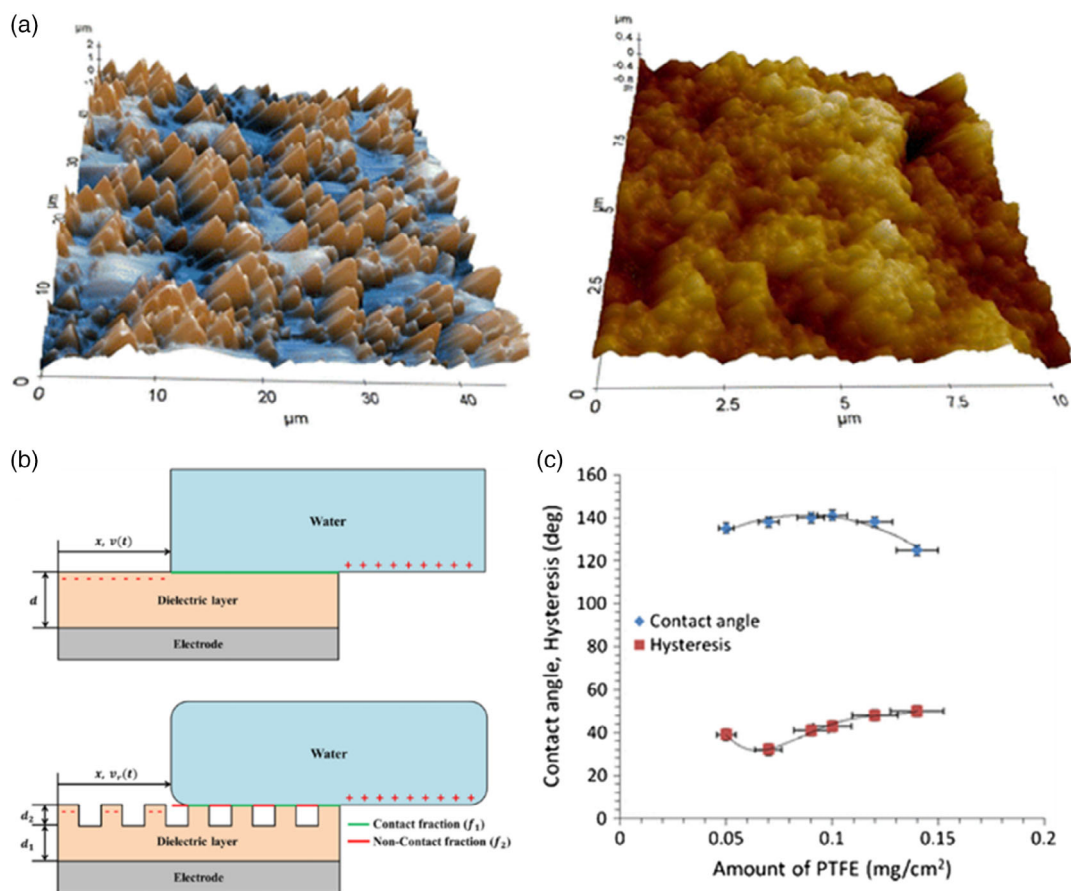 (a)
μm
2
1
0
-1
40
30
μm
20
10
0
0
10
20
30
40
μm
μm
0.4
0
-0.4
-0.8
10
7.5
μm
5
2.5
0
0
2.5
5
7.5
10
μm
(b)
Water
x, v(t)
+ + + + + + + + +
- - - - - - - - -
d
Dielectric layer
Electrode
Water
x, vᵣ(t)
+ + + + + + + + +
d₂
d₁
Dielectric layer
Electrode
Contact fraction (f₁)
Non-Contact fraction (f₂)
(c)
Contact angle, Hysteresis (deg)
160
140
120
100
80
60
40
20
0
Contact angle
Hysteresis
0
0.05
0.1
0.15
0.2
Amount of PTFE (mg/cm²)